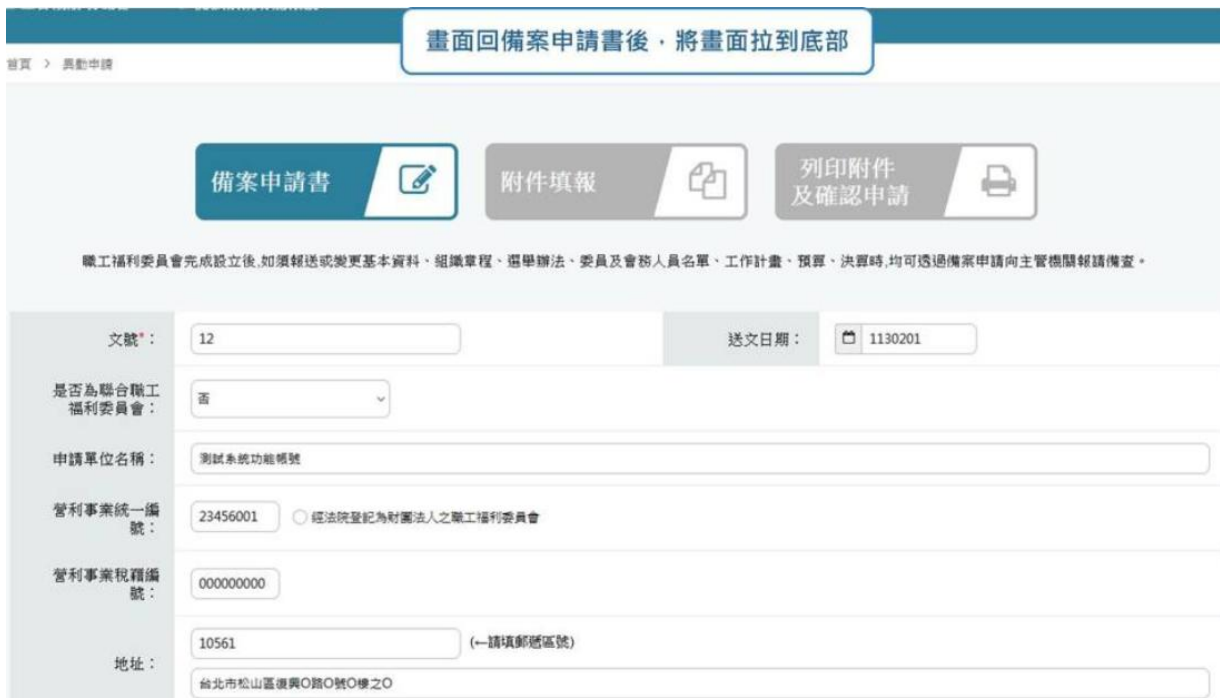 畫面回備案申請書後，將畫面拉到底部
首頁 > 異動申請
備案申請書
附件填報
列印附件
及確認申請
職工福利委員會完成設立後,如須報送或變更基本資料、組織章程、選舉辦法、委員及會務人員名單、工作計畫、預算、決算時,均可透過備案申請向主管機關報請備查。
文號*： 12 送文日期： 1130201
是否為聯合職工
福利委員會： 否
申請單位名稱： 測試系統功能帳號
營利事業統一編
號： 23456001 經法院登記為財團法人之職工福利委員會
營利事業稅籍編
號： 000000000
地址： 10561 (←請填郵遞區號)
台北市松山區復興O路O號O樓之O